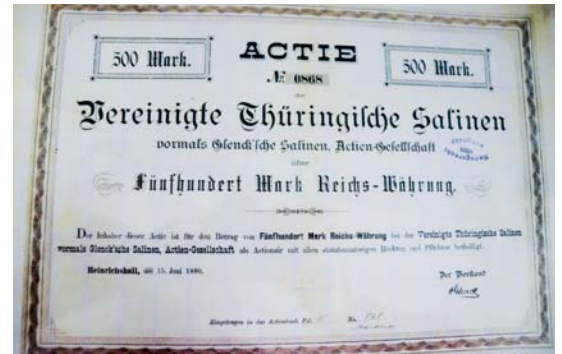 500 Mark.
ACTIE
500 Mark.
№ 0868
der
Vereinigte Thüringische Salinen
vormals Glenck'sche Salinen, Actien-Gesellschaft
über
Fünfhundert Mark Reichs-Währung.
Der Inhaber dieser Actie ist für den Betrag von Fünfhundert Mark Reichs-Währung bei der Vereinigte Thüringische Salinen
vormals Glenck'sche Salinen, Actien-Gesellschaft als Actionair mit allen statutenmässigen Rechten und Pflichten betheiligt.
Heinrichshall, den 15. Juni 1880.
Der Vorstand
Eingetragen in das Actienbuch Fol. No.